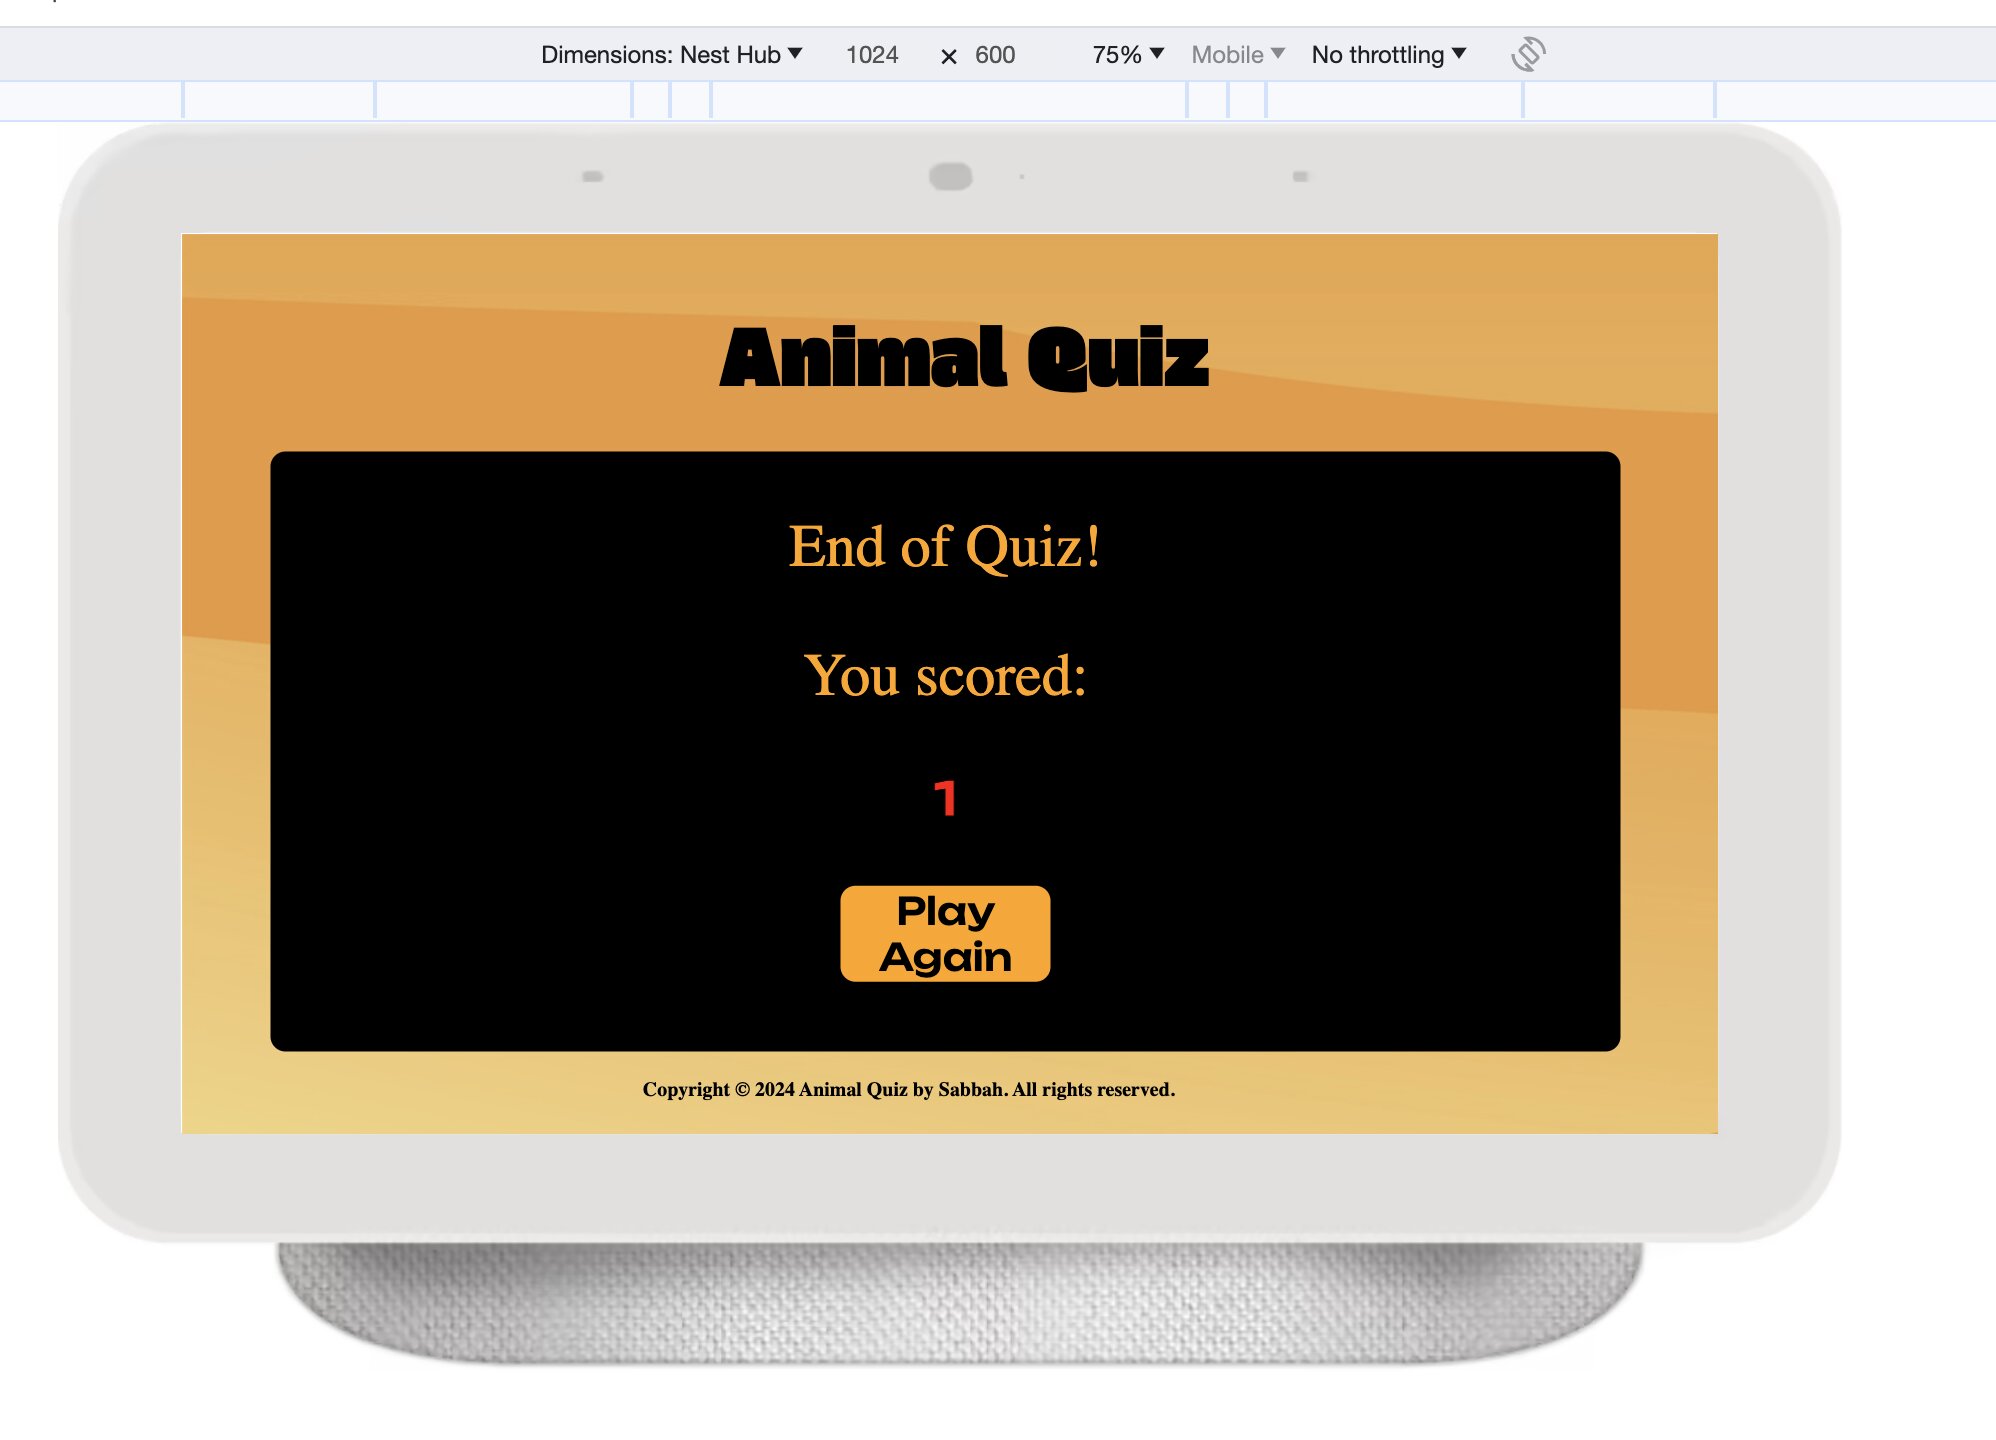 Dimensions: Nest Hub 1024 × 600 75% Mobile No throttling
Animal Quiz
End of Quiz!
You scored:
1
Play
Again
Copyright © 2024 Animal Quiz by Sabbah. All rights reserved.